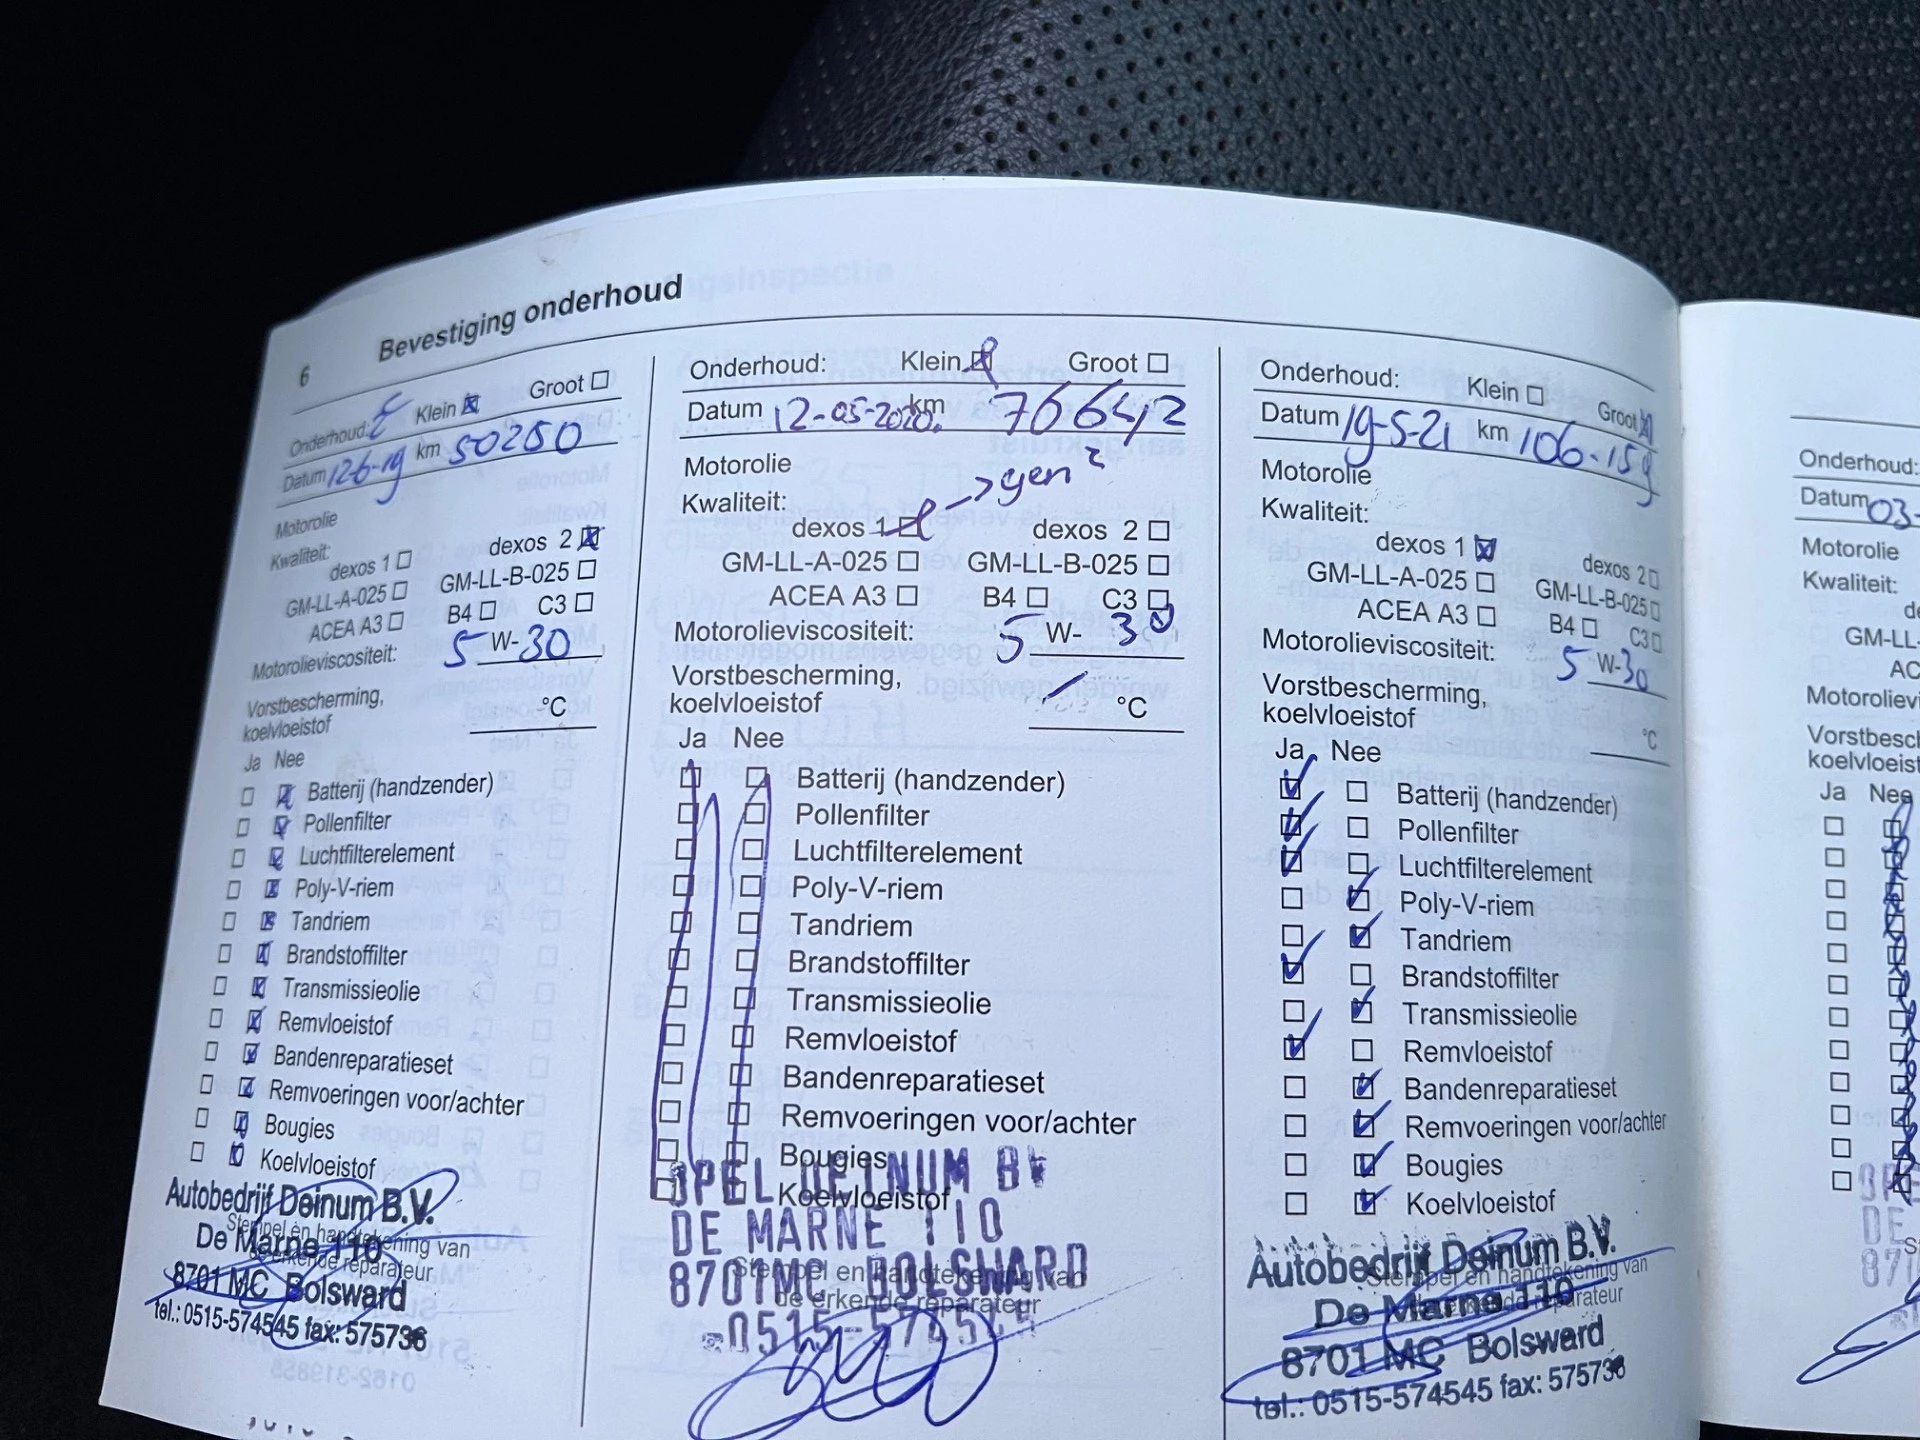 6 Bevestiging onderhoud
Onderhoud: Klein Groot
Datum 12-6-19 km 50250
Motorolie
Kwaliteit:
dexos 1 dexos 2
GM-LL-A-025 GM-LL-B-025
ACEA A3 B4 C3
Motorolieviscositeit: 5 W-30
Vorstbescherming,
koelvloeistof °C
Ja Nee
Batterij (handzender)
Pollenfilter
Luchtfilterelement
Poly-V-riem
Tandriem
Brandstoffilter
Transmissieolie
Remvloeistof
Bandenreparatieset
Remvoeringen voor/achter
Bougies
Koelvloeistof
Autobedrijf Deinum B.V.
Stempel en handtekening van
De Marne 110
de erkende reparateur
8701 MC Bolsward
tel.: 0515-574545 fax: 575736
Onderhoud: Klein Groot
Datum 12-05-2020 km 76642
Motorolie
Kwaliteit: ->gen 2
dexos 1 dexos 2
GM-LL-A-025 GM-LL-B-025
ACEA A3 B4 C3
Motorolieviscositeit: 5 W- 30
Vorstbescherming,
koelvloeistof °C
Ja Nee
Batterij (handzender)
Pollenfilter
Luchtfilterelement
Poly-V-riem
Tandriem
Brandstoffilter
Transmissieolie
Remvloeistof
Bandenreparatieset
Remvoeringen voor/achter
Bougies
OPEL DEINUM BV
Koelvloeistof
DE MARNE 110
8701 MC BOLSWARD
Stempel en handtekening van
de erkende reparateur
0515-574545
Onderhoud: Klein Groot
Datum 19-5-21 km 106.159
Motorolie
Kwaliteit:
dexos 1 dexos 2
GM-LL-A-025 GM-LL-B-025
ACEA A3 B4 C3
Motorolieviscositeit: 5 W-30
Vorstbescherming,
koelvloeistof °C
Ja Nee
Batterij (handzender)
Pollenfilter
Luchtfilterelement
Poly-V-riem
Tandriem
Brandstoffilter
Transmissieolie
Remvloeistof
Bandenreparatieset
Remvoeringen voor/achter
Bougies
Koelvloeistof
Autobedrijf Deinum B.V.
Stempel en handtekening van
De Marne 110
de erkende reparateur
8701 MC Bolsward
tel.: 0515-574545 fax: 575736
Onderhoud:
Datum 03-
Motorolie
Kwaliteit:
GM-LL-
Ja Nee